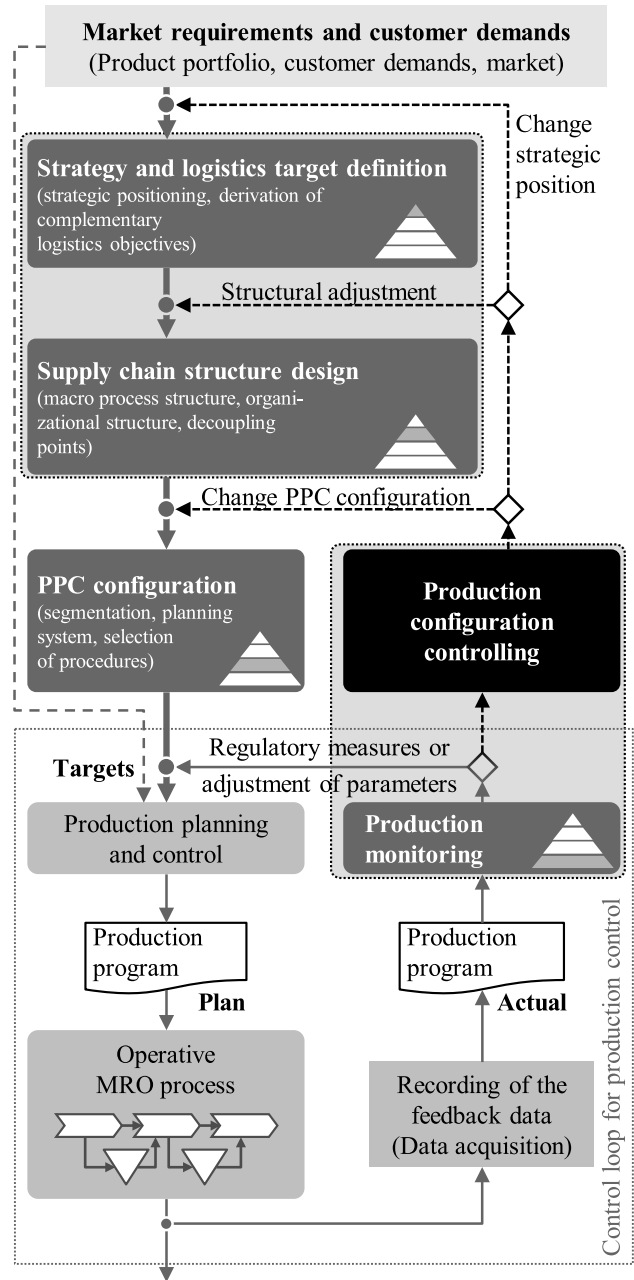 Market requirements and customer demands
(Product portfolio, customer demands, market)
Change
strategic
position
Strategy and logistics target definition
(strategic positioning, derivation of
complementary
logistics objectives)
Structural adjustment
Supply chain structure design
(macro process structure, organi-
zational structure, decoupling
points)
Change PPC configuration
PPC configuration
(segmentation, planning
system, selection
of procedures)
Production
configuration
controlling
Targets
Regulatory measures or
adjustment of parameters
Production planning
and control
Production
monitoring
Production
program
Plan
Production
program
Actual
Operative
MRO process
Recording of the
feedback data
(Data acquisition)
Control loop for production control